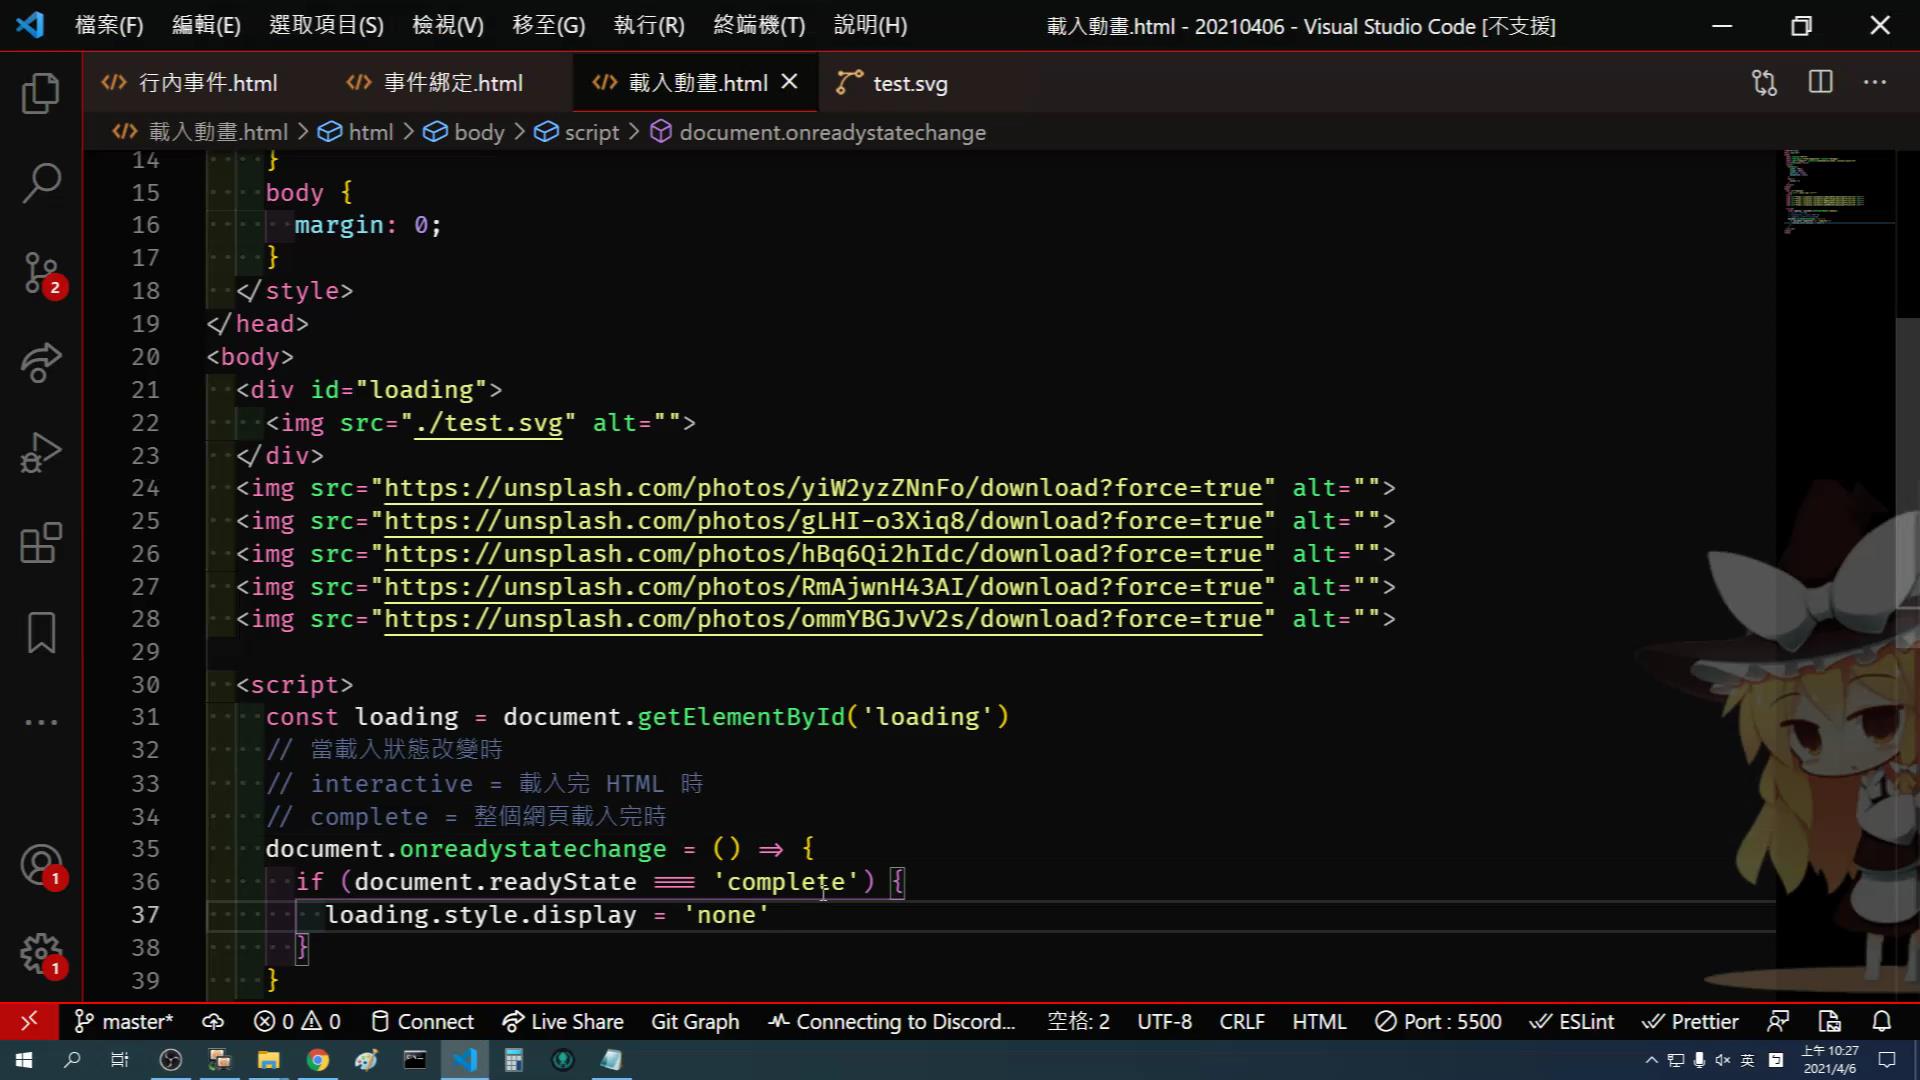 檔案(F) 編輯(E) 選取項目(S) 檢視(V) 移至(G) 執行(R) 終端機(T) 說明(H) 載入動畫.html - 20210406 - Visual Studio Code [不支援]
行內事件.html 事件綁定.html 載入動畫.html test.svg
載入動畫.html > html > body > script > document.onreadystatechange
14 }
15 body {
16 margin: 0;
17 }
18 </style>
19 </head>
20 <body>
21 <div id="loading">
22 <img src="./test.svg" alt="">
23 </div>
24 <img src="https://unsplash.com/photos/yiW2yzZNnFo/download?force=true" alt="">
25 <img src="https://unsplash.com/photos/gLHI-o3Xiq8/download?force=true" alt="">
26 <img src="https://unsplash.com/photos/hBq6Qi2hIdc/download?force=true" alt="">
27 <img src="https://unsplash.com/photos/RmAjwnH43AI/download?force=true" alt="">
28 <img src="https://unsplash.com/photos/ommYBGJvV2s/download?force=true" alt="">
29
30 <script>
31 const loading = document.getElementById('loading')
32 // 當載入狀態改變時
33 // interactive = 載入完 HTML 時
34 // complete = 整個網頁載入完時
35 document.onreadystatechange = () => {
36 if (document.readyState === 'complete') {
37 loading.style.display = 'none'
38 }
39 }
2
1
1
master* 0 0 Connect Live Share Git Graph Connecting to Discord... 空格: 2 UTF-8 CRLF HTML Port : 5500 ESLint Prettier
英 上午 10:27
2021/4/6